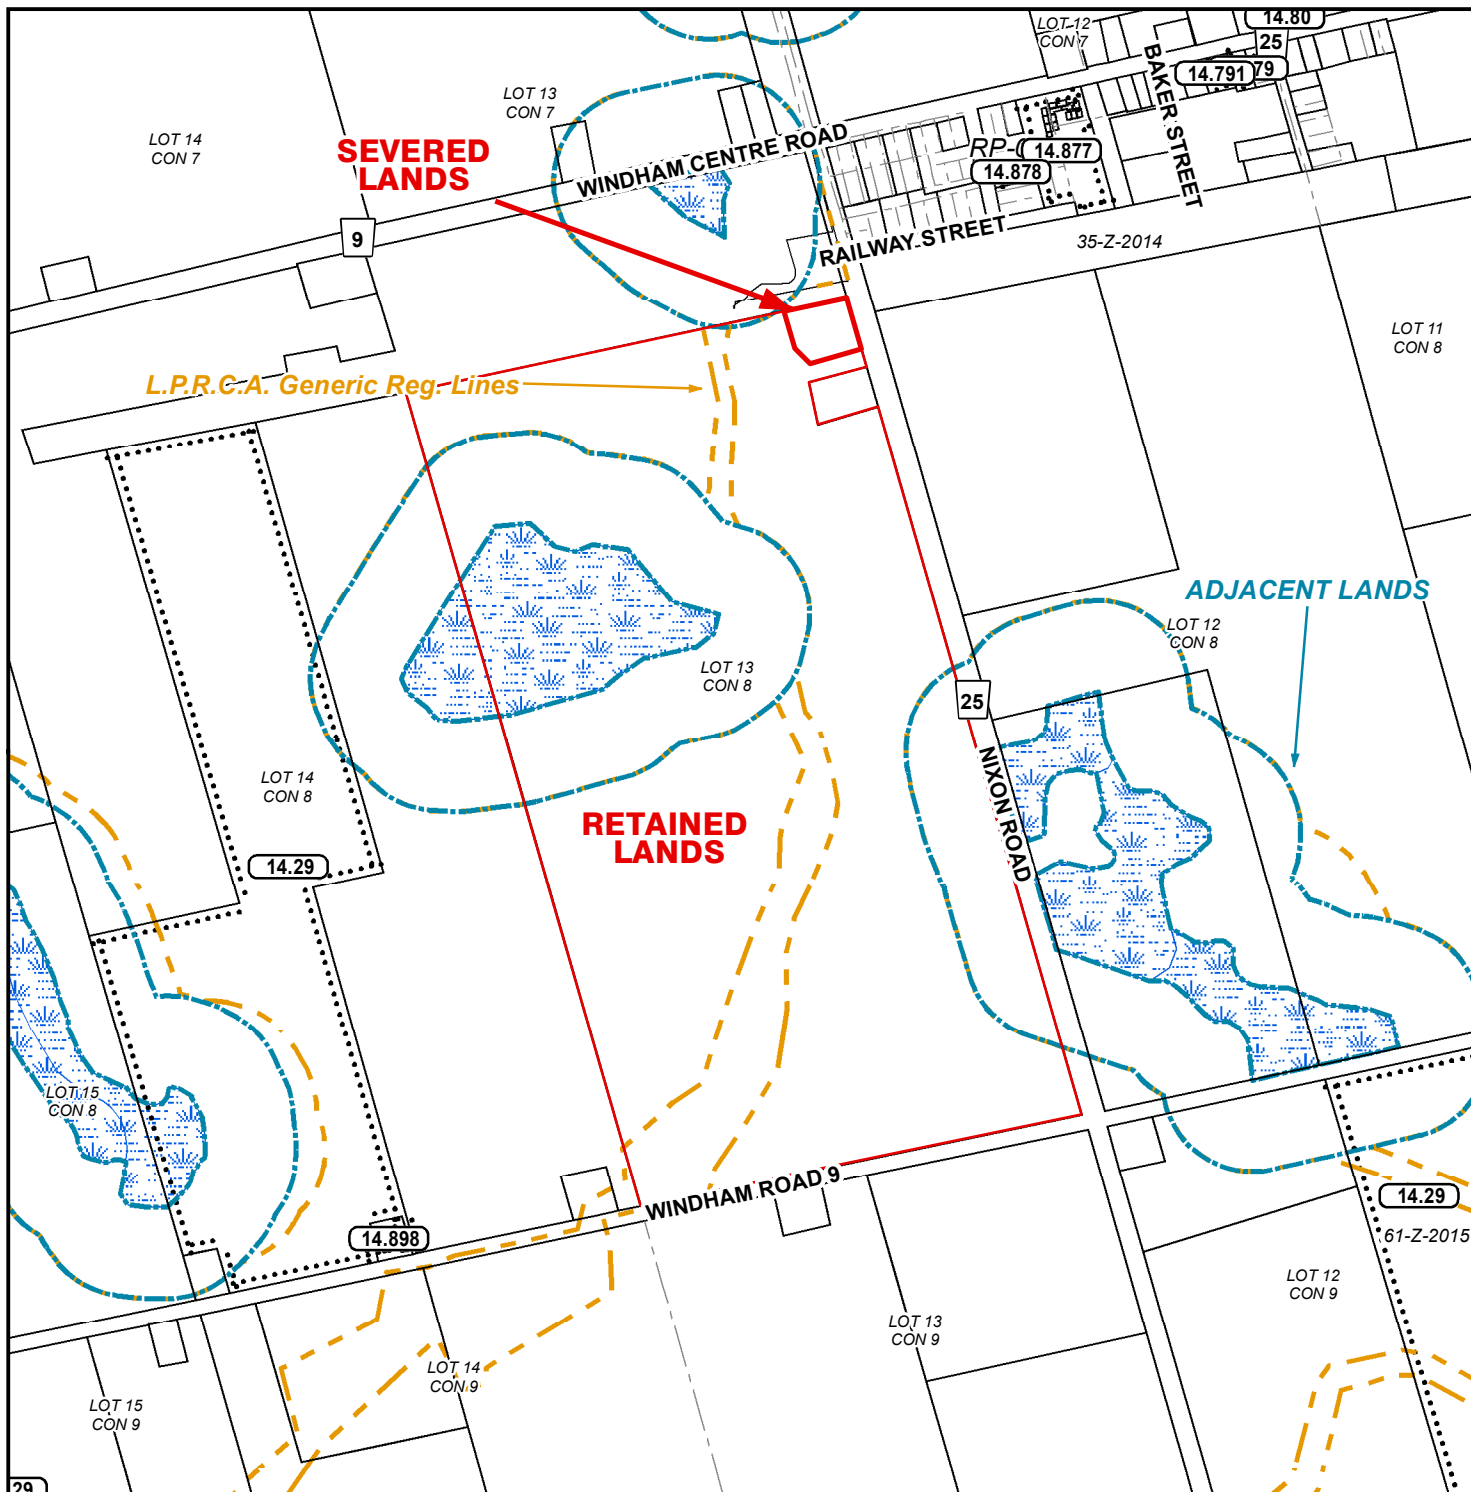 LOT 12
CON 7
14.80
25
14.791
79
BAKER STREET
LOT 13
CON 7
LOT 14
CON 7
SEVERED
LANDS
WINDHAM CENTRE ROAD
14.877
14.878
9
RAILWAY STREET
35-Z-2014
LOT 11
CON 8
L.P.R.C.A. Generic Reg. Lines
ADJACENT LANDS
LOT 12
CON 8
LOT 13
CON 8
25
NIXON ROAD
LOT 14
CON 8
RETAINED
LANDS
14.29
LOT 15
CON 8
WINDHAM ROAD 9
14.29
14.898
61-Z-2015
LOT 12
CON 9
LOT 13
CON 9
LOT 14
CON 9
LOT 15
CON 9
29